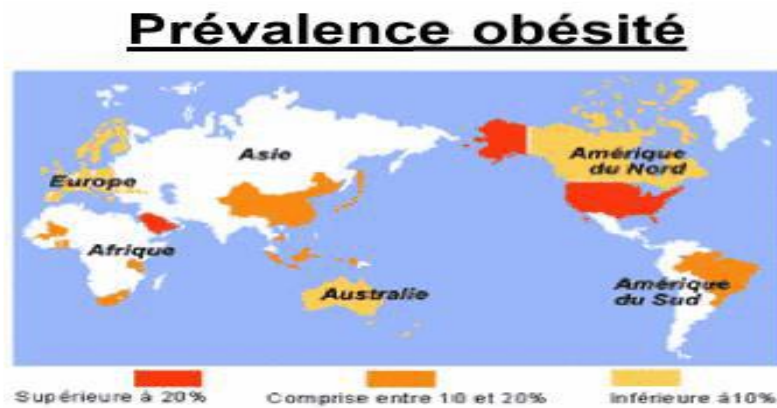 Prévalence obésité
Asie
Amérique
du Nord
Europe
Afrique
Australie
Amérique
du Sud
Supérieure à 20% Comprise entre 10 et 20% Inférieure à10%